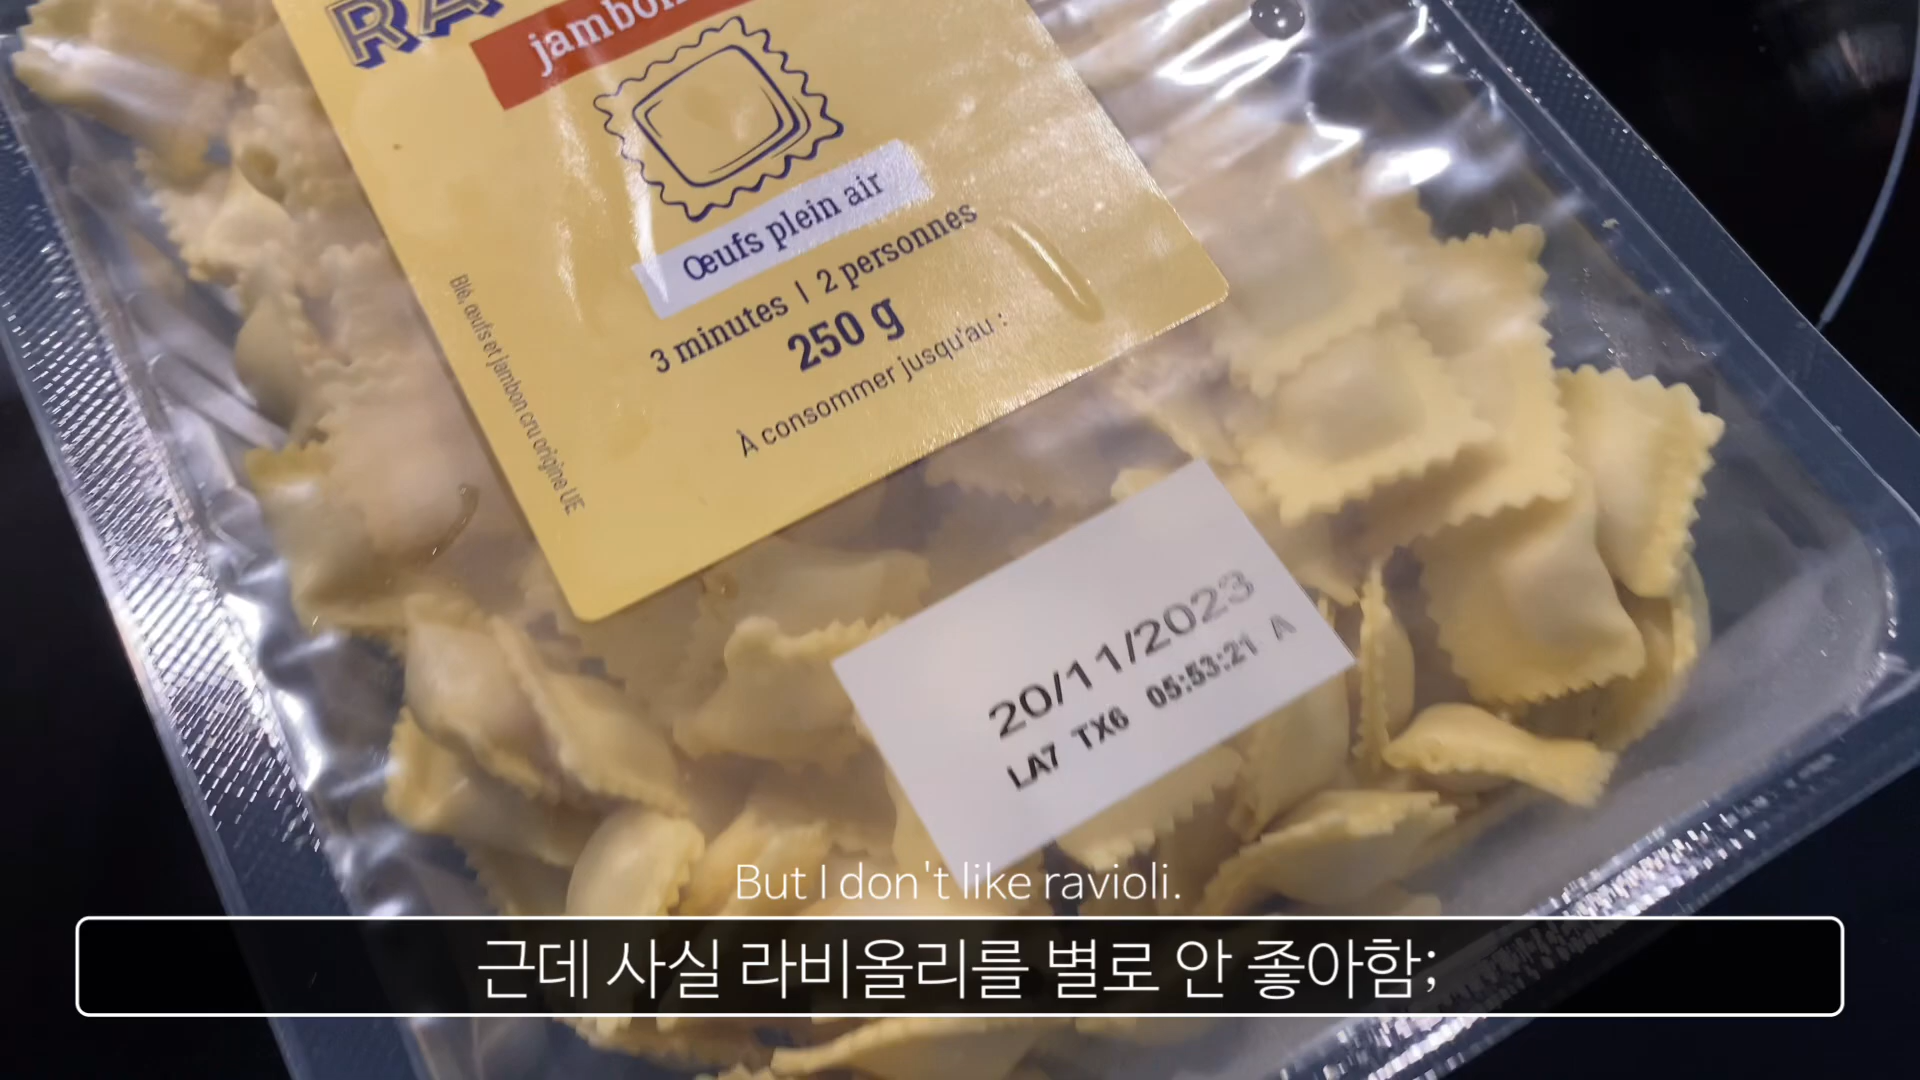 Œufs plein air
3 minutes | 2 personnes
250 g
À consommer jusqu'au :
Blé, œufs et jambon cru origine UE
20/11/2023
LA7 TX6 05:53:21 A
But I don't like ravioli.
근데 사실 라비올리를 별로 안 좋아함;